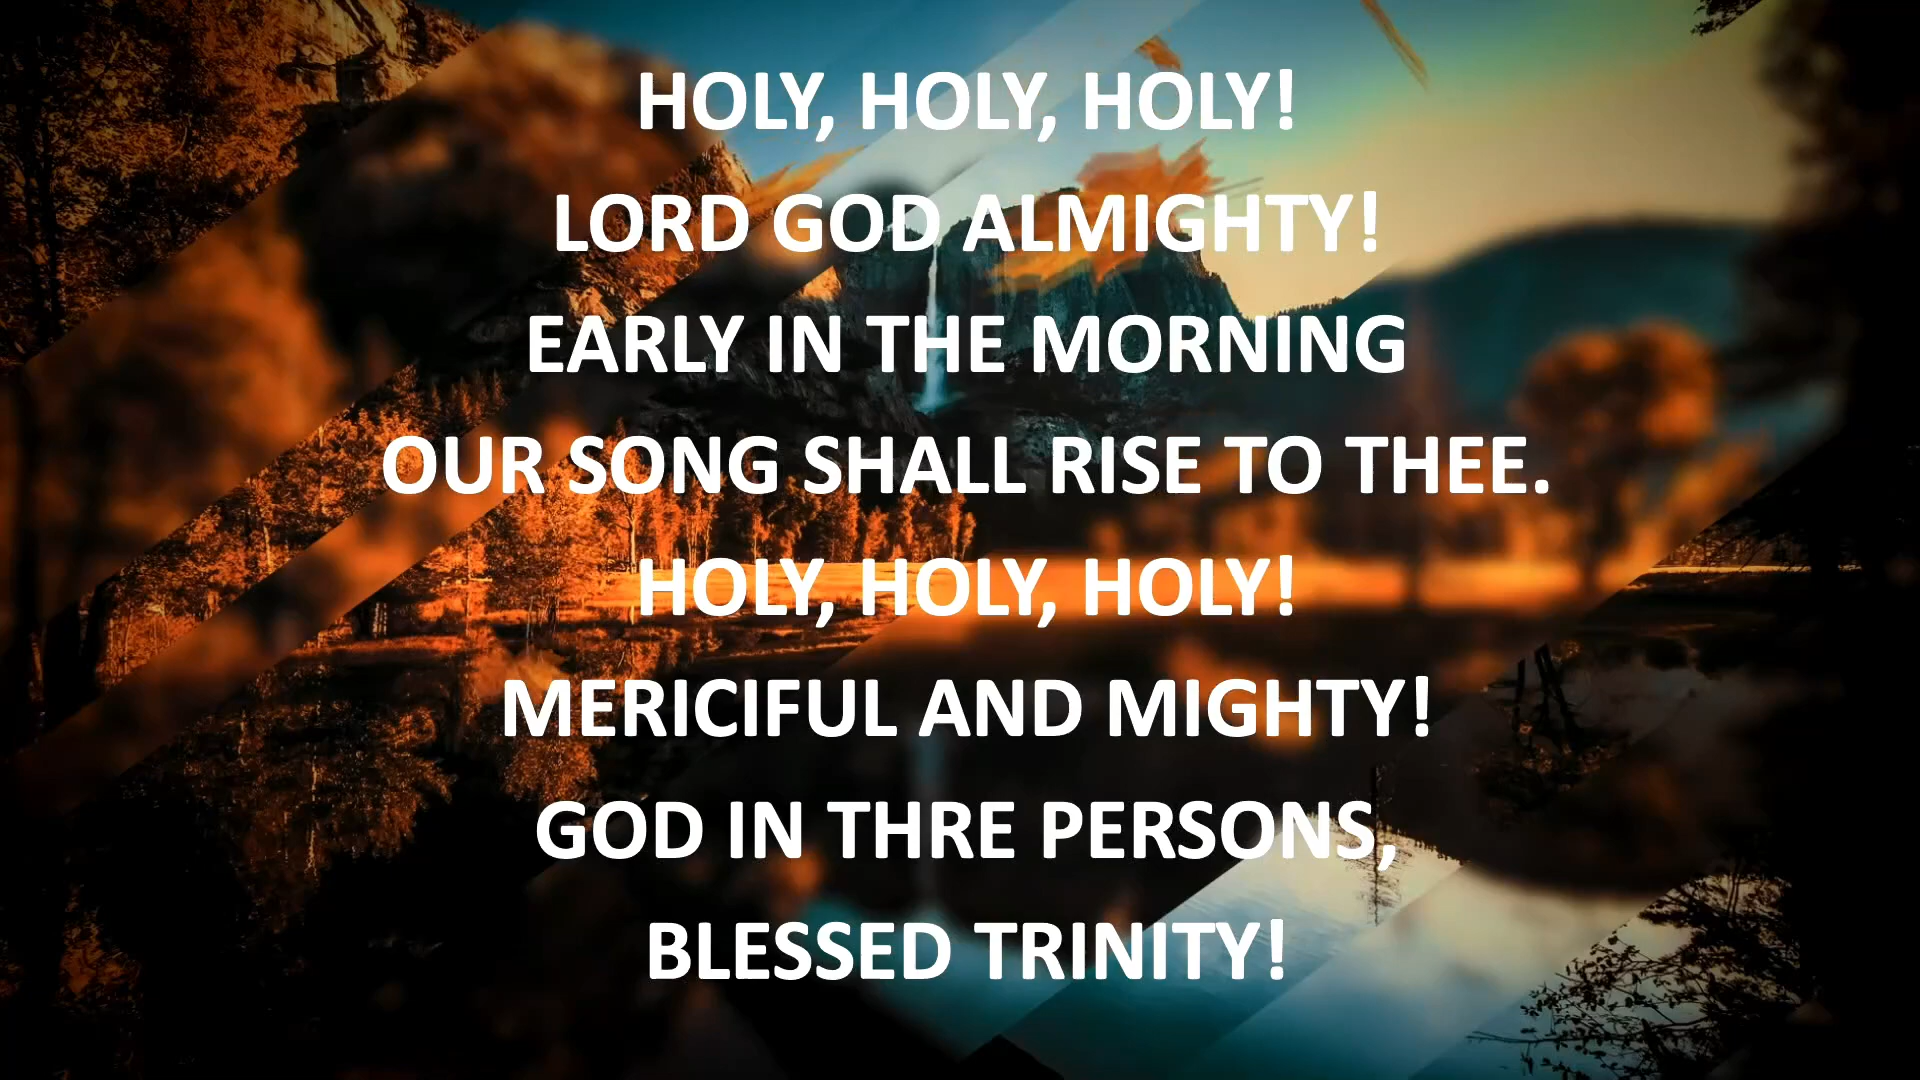 HOLY, HOLY, HOLY!
LORD GOD ALMIGHTY!
EARLY IN THE MORNING
OUR SONG SHALL RISE TO THEE.
HOLY, HOLY, HOLY!
MERICIFUL AND MIGHTY!
GOD IN THRE PERSONS,
BLESSED TRINITY!